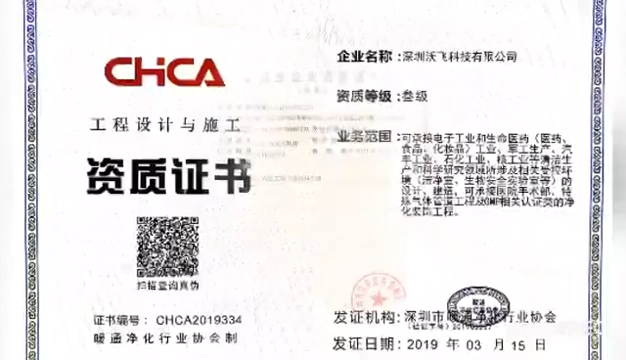 CHICA
工程设计与施工
资质证书
扫描查询真伪
证书编号：CHCA2019334
暖通净化行业协会制
企业名称：深圳沃飞科技有限公司
资质等级：叁级
业务范围：可承接电子工业和生命医药（医药、
食品、化妆品）工业、军工生产、汽
车工业、石化工业、核工业等清洁生
产和科学研究领域所涉及相关受控环
境（洁净室、生物安全实验室等）的
设计、建造，可承接医院手术部、特
殊气体管道工程及GMP相关认证类的净
化装饰工程。
发证机构：深圳市暖通净化行业协会
发证日期：2019 年 03 月 15 日